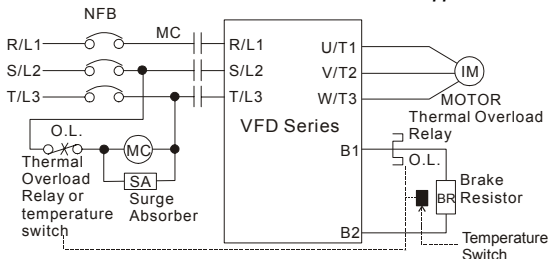 NFB
MC
R/L1
R/L1
U/T1
S/L2
S/L2
V/T2
IM
T/L3
T/L3
W/T3
MOTOR
VFD Series
Thermal Overload
Relay
O.L.
B1
O.L.
MC
Thermal
Overload
Relay or
temperature
switch
SA
Surge
Absorber
BR
Brake
Resistor
B2
Temperature
Switch